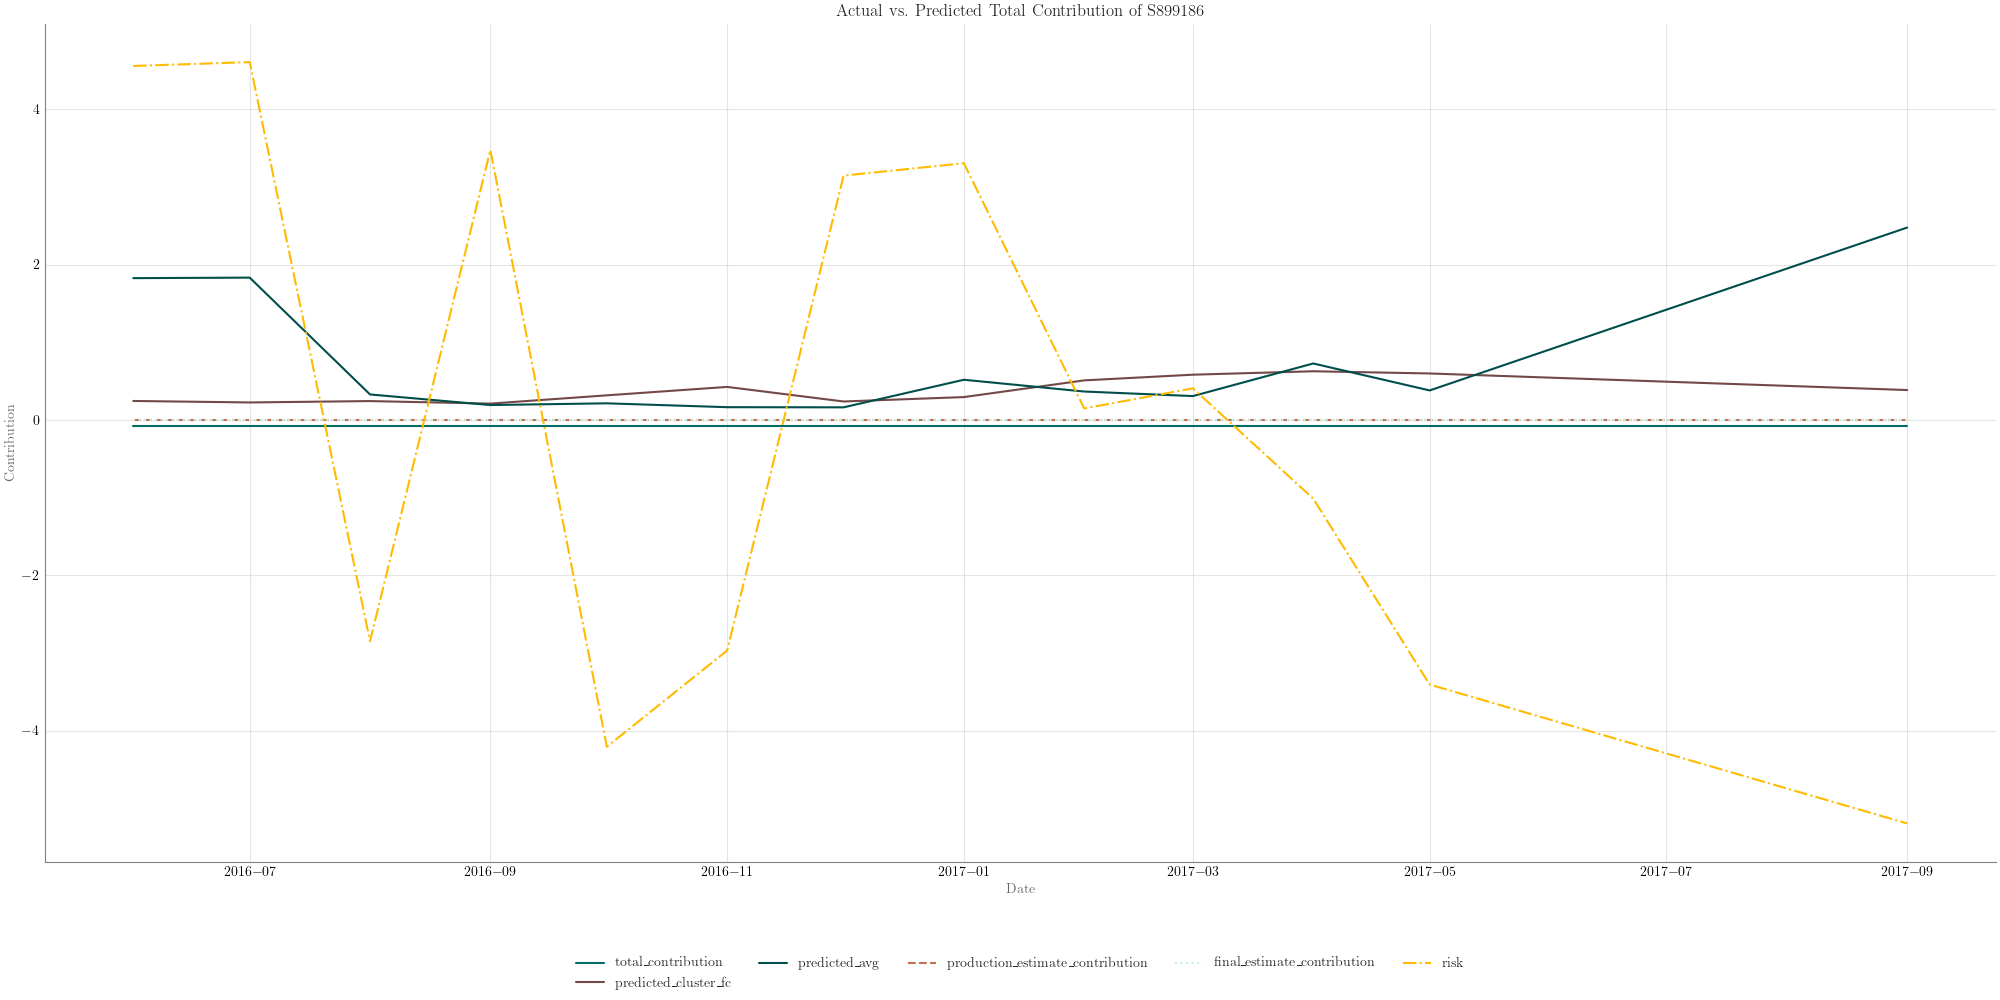 Actual vs. Predicted Total Contribution of S899186
Contribution
4
2
0
−2
−4
2016−07 2016−09 2016−11 2017−01 2017−03 2017−05 2017−07 2017−09
Date
total_contribution predicted_avg production_estimate_contribution final_estimate_contribution risk
predicted_cluster_fc